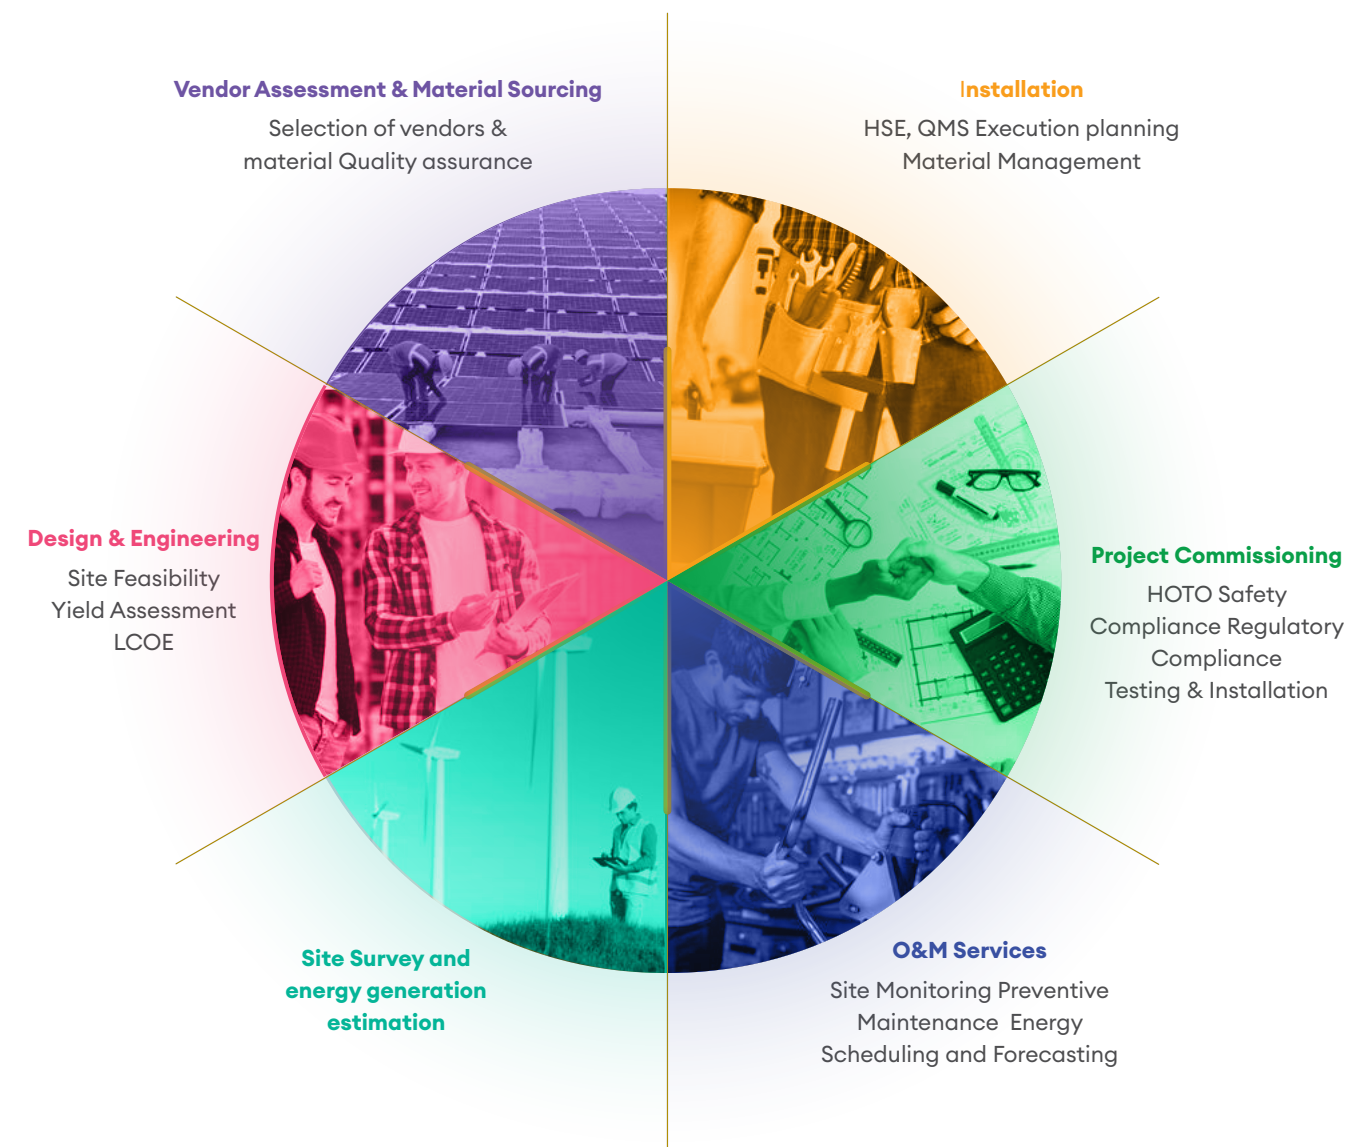 Vendor Assessment & Material Sourcing
Selection of vendors &
material Quality assurance
Installation
HSE, QMS Execution planning
Material Management
Design & Engineering
Site Feasibility
Yield Assessment
LCOE
Project Commissioning
HOTO Safety
Compliance Regulatory
Compliance
Testing & Installation
Site Survey and
energy generation
estimation
O&M Services
Site Monitoring Preventive
Maintenance  Energy
Scheduling and Forecasting